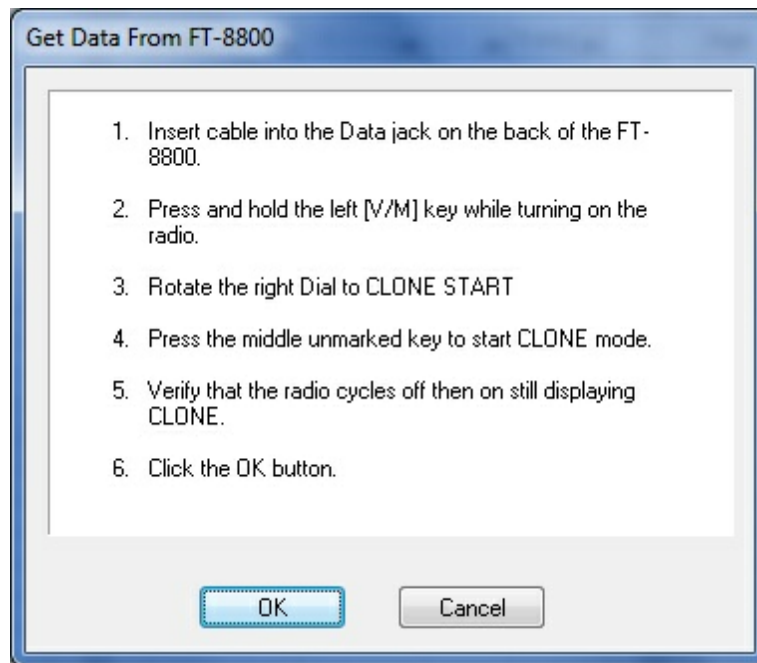 Get Data From FT-8800
1. Insert cable into the Data jack on the back of the FT-
8800.
2. Press and hold the left [V/M] key while turning on the
radio.
3. Rotate the right Dial to CLONE START
4. Press the middle unmarked key to start CLONE mode.
5. Verify that the radio cycles off then on still displaying
CLONE.
6. Click the OK button.
OK Cancel